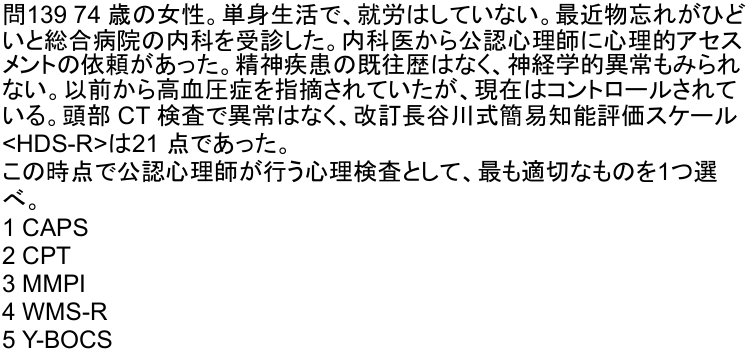 問139 74 歳の女性。単身生活で、就労はしていない。最近物忘れがひど
いと総合病院の内科を受診した。内科医から公認心理師に心理的アセス
メントの依頼があった。精神疾患の既往歴はなく、神経学的異常もみられ
ない。以前から高血圧症を指摘されていたが、現在はコントロールされて
いる。頭部 CT 検査で異常はなく、改訂長谷川式簡易知能評価スケール
<HDS-R>は21 点であった。
この時点で公認心理師が行う心理検査として、最も適切なものを1つ選
べ。
1 CAPS
2 CPT
3 MMPI
4 WMS-R
5 Y-BOCS